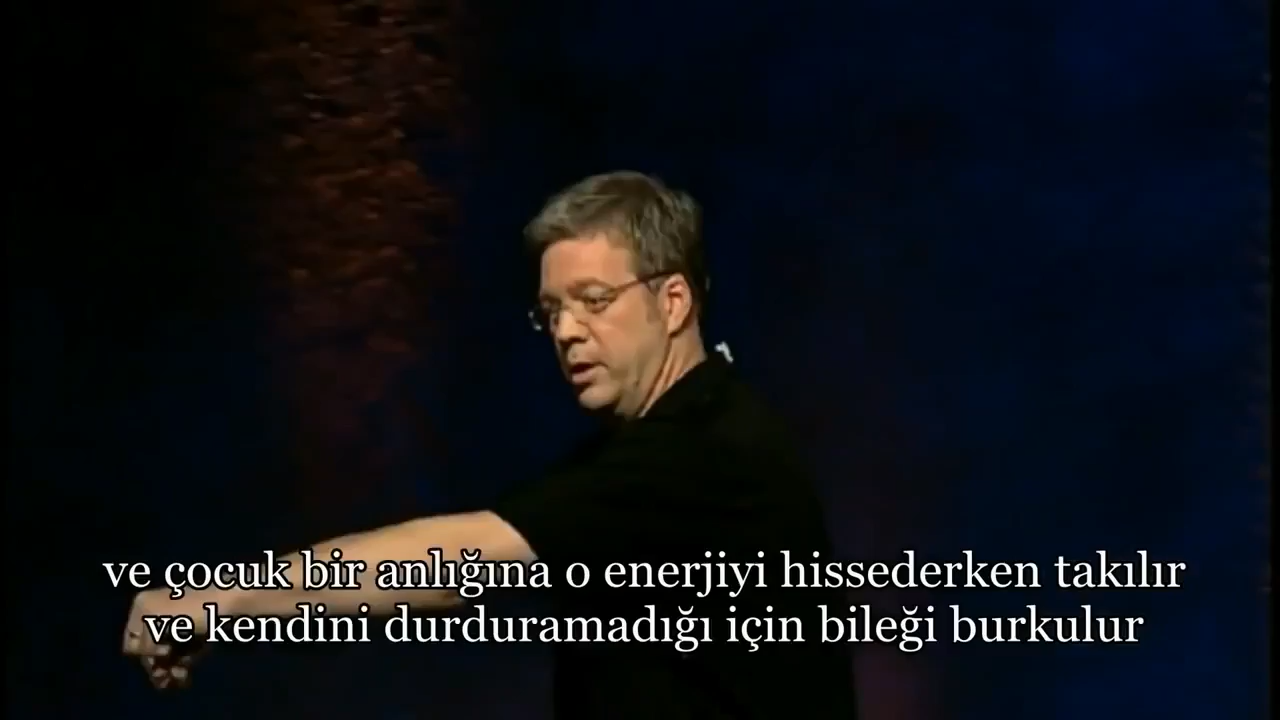 ve çocuk bir anlığına o enerjiyi hissederken takılır
ve kendini durduramadığı için bileği burkulur